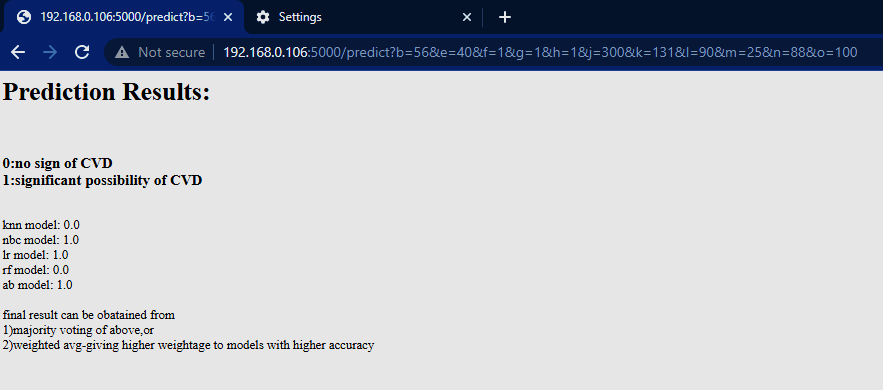 192.168.0.106:5000/predict?b=56
Settings
Not secure
192.168.0.106:5000/predict?b=56&e=40&f=1&g=1&h=1&j=300&k=131&l=90&m=25&n=88&o=100
Prediction Results:
0:no sign of CVD
1:significant possibility of CVD
knn model: 0.0
nbc model: 1.0
lr model: 1.0
rf model: 0.0
ab model: 1.0
final result can be obatained from
1)majority voting of above,or
2)weighted avg-giving higher weightage to models with higher accuracy